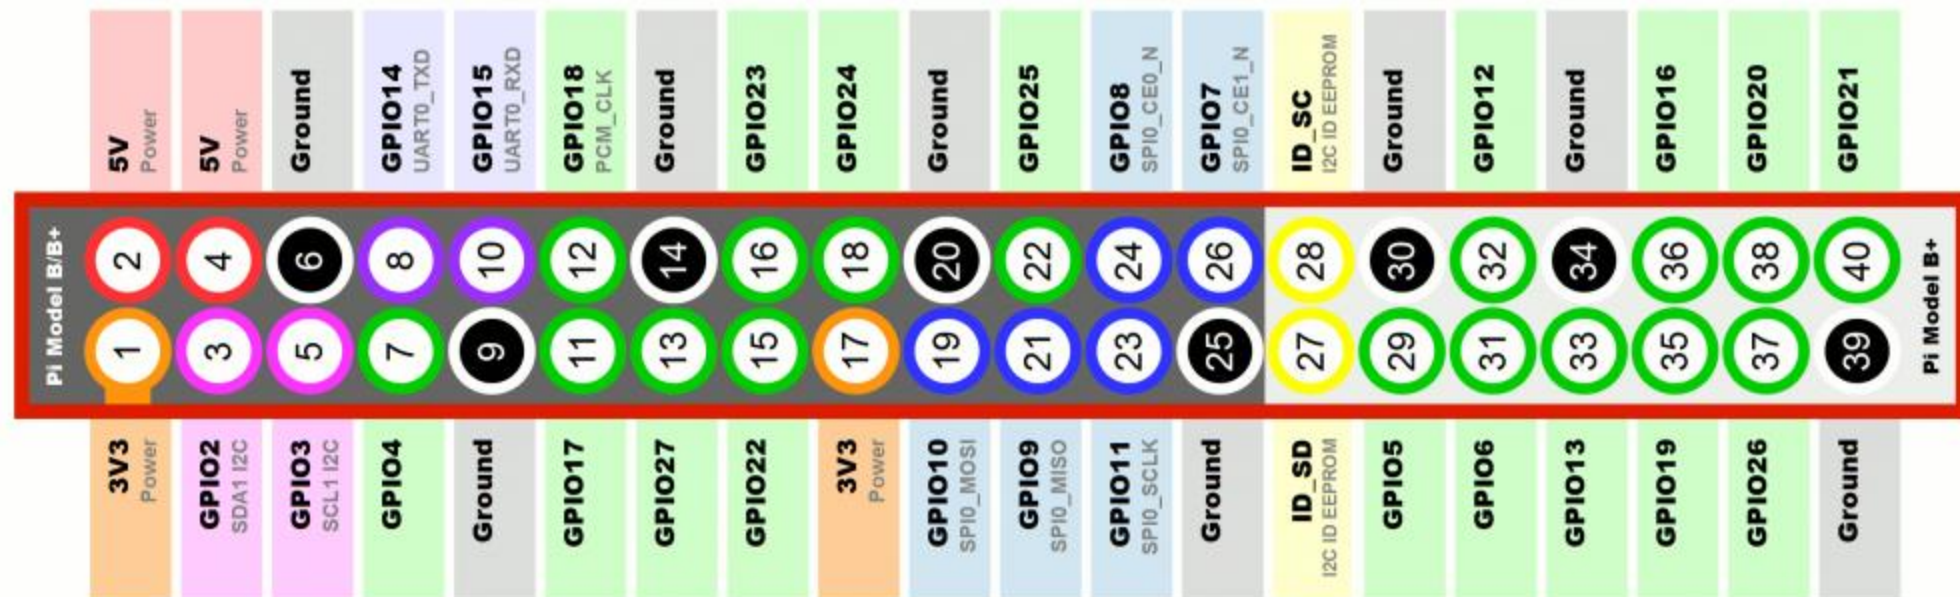 5V
Power
5V
Power
Ground
GPIO14
UART0_TXD
GPIO15
UART0_RXD
GPIO18
PCM_CLK
Ground
GPIO23
GPIO24
Ground
GPIO25
GPIO8
SPI0_CE0_N
GPIO7
SPI0_CE1_N
ID_SC
I2C ID EEPROM
Ground
GPIO12
Ground
GPIO16
GPIO20
GPIO21
Pi Model B/B+
2
4
6
8
10
12
14
16
18
20
22
24
26
28
30
32
34
36
38
40
1
3
5
7
9
11
13
15
17
19
21
23
25
27
29
31
33
35
37
39
Pi Model B+
3V3
Power
GPIO2
SDA1 I2C
GPIO3
SCL1 I2C
GPIO4
Ground
GPIO17
GPIO27
GPIO22
3V3
Power
GPIO10
SPI0_MOSI
GPIO9
SPI0_MISO
GPIO11
SPI0_SCLK
Ground
ID_SD
I2C ID EEPROM
GPIO5
GPIO6
GPIO13
GPIO19
GPIO26
Ground